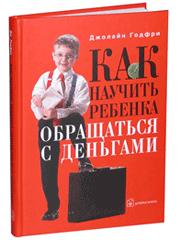 Джолайн Годфри
КАК
НАУЧИТЬ
РЕБЕНКА
ОБРАЩАТЬСЯ
С ДЕНЬГАМИ